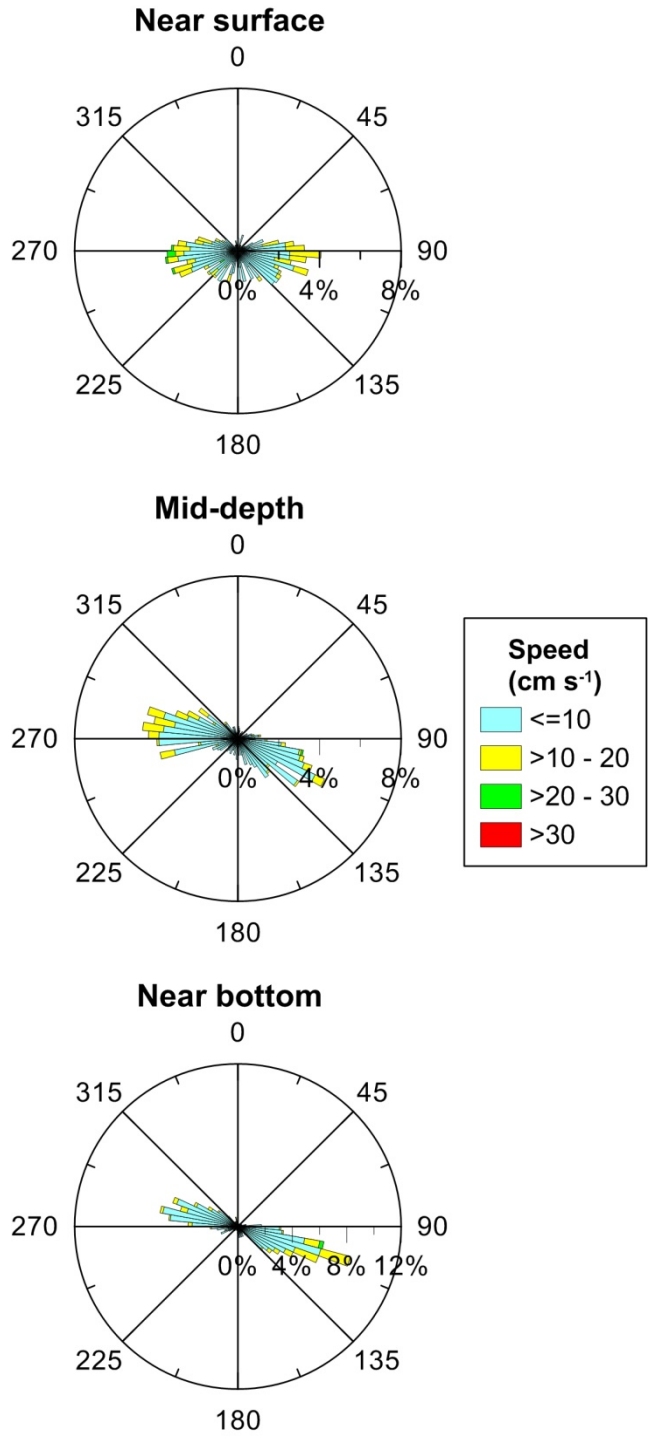 Near surface
0
315 45
270 90
0% 4% 8%
225 135
180
Mid-depth
0
315 45
270 90
0% 4% 8%
225 135
180
Speed
(cm s⁻¹)
<=10
>10 - 20
>20 - 30
>30
Near bottom
0
315 45
270 90
0% 4% 8% 12%
225 135
180